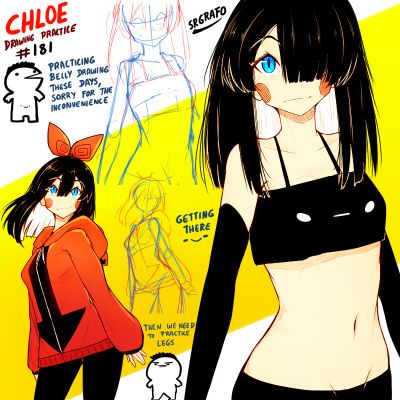 CHLOE
DRAWING PRACTICE
#181
SRGRAFO
PRACTICING
BELLY DRAWING
THESE DAYS,
SORRY FOR THE
INCONVENIENCE
GETTING
THERE
THEN WE NEED
TO PRACTICE
LEGS